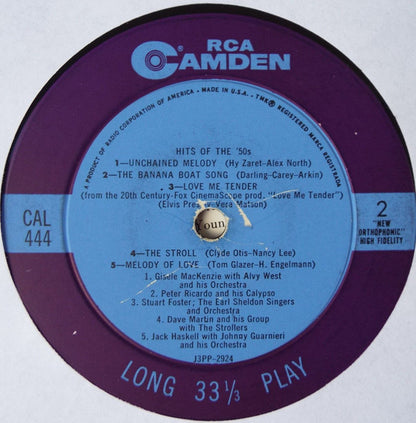 RCA
CAMDEN
A PRODUCT OF RADIO CORPORATION OF AMERICA - MADE IN U.S.A. - TMK® REGISTERED MARCA REGISTRADA
HITS OF THE '50s
1—UNCHAINED MELODY (Hy Zaret-Alex North)
2—THE BANANA BOAT SONG (Darling-Carey-Arkin)
3—LOVE ME TENDER
(from the 20th Century-Fox CinemaScope prod. "Love Me Tender")
(Elvis Presley-Vera Matson)
CAL
444
Youn
2
"NEW
ORTHOPHONIC"
HIGH FIDELITY
4—THE STROLL (Clyde Otis-Nancy Lee)
5—MELODY OF LOVE (Tom Glazer-H. Engelmann)
1. Gisele MacKenzie with Alvy West
and his Orchestra
2. Peter Ricardo and his Calypso
3. Stuart Foster; The Earl Sheldon Singers
and Orchestra
4. Dave Martin and his Group
with The Strollers
5. Jack Haskell with Johnny Guarnieri
and his Orchestra
J3PP-2924
LONG 33⅓ PLAY